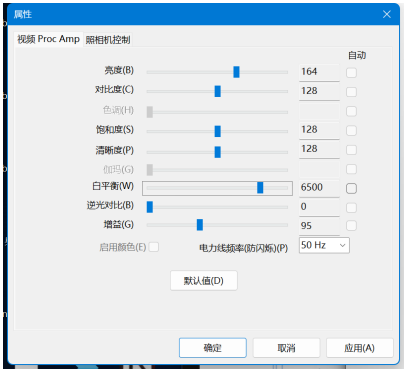 属性
视频 Proc Amp 照相机控制
自动
亮度(B) 164
对比度(C) 128
色调(H)
饱和度(S) 128
清晰度(P) 128
伽玛(G)
白平衡(W) 6500
逆光对比(B) 0
增益(G) 95
启用颜色(E) 电力线频率(防闪烁)(P) 50 Hz
默认值(D)
确定 取消 应用(A)